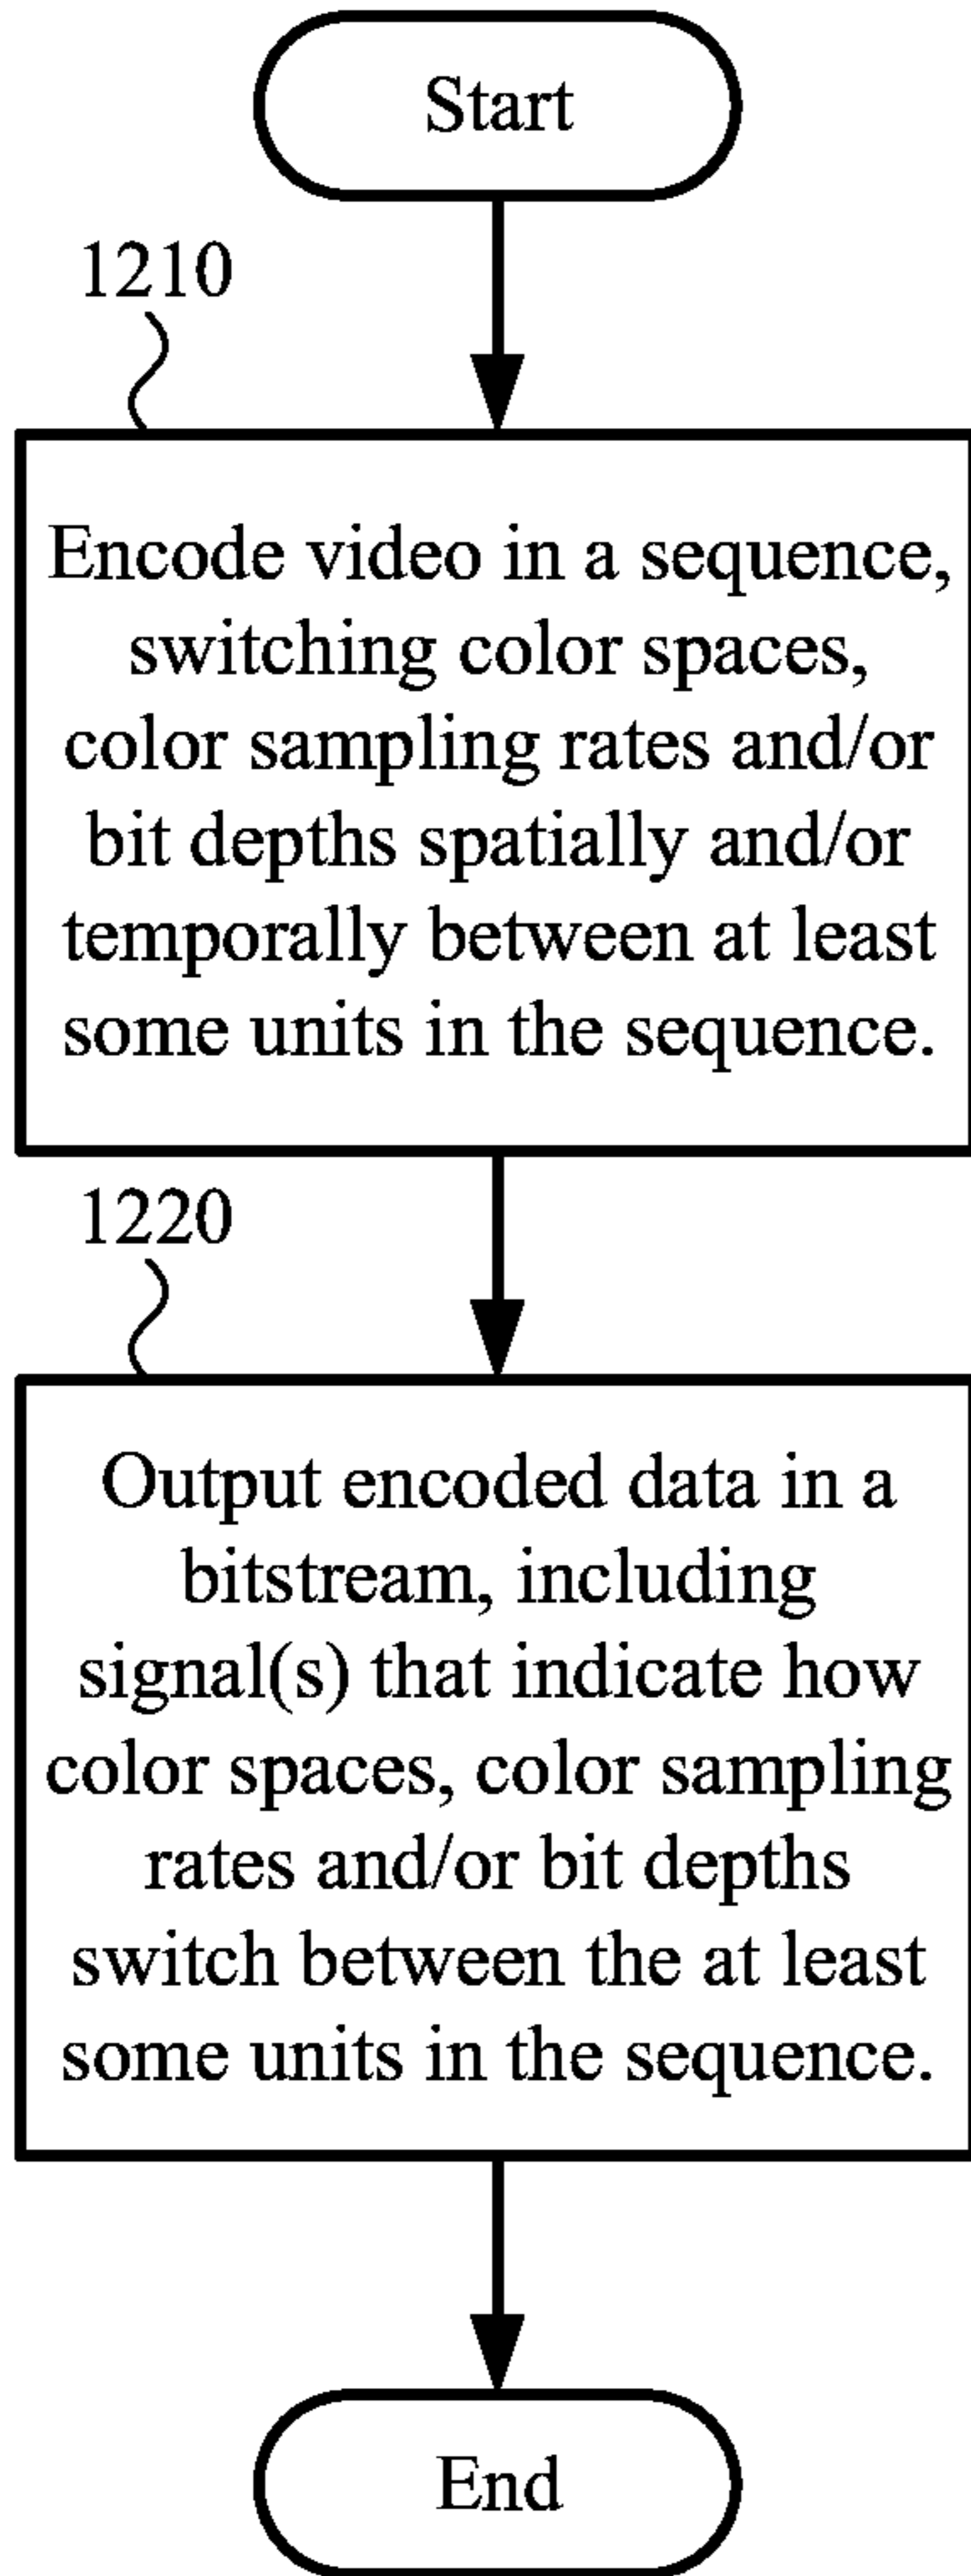 Start
1210
Encode video in a sequence,
switching color spaces,
color sampling rates and/or
bit depths spatially and/or
temporally between at least
some units in the sequence.
1220
Output encoded data in a
bitstream, including
signal(s) that indicate how
color spaces, color sampling
rates and/or bit depths
switch between the at least
some units in the sequence.
End